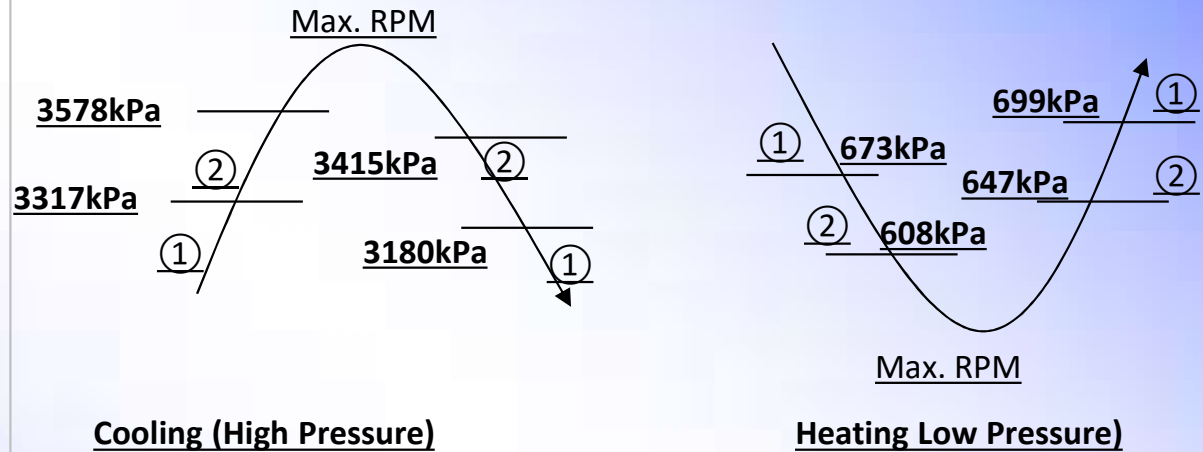 Max. RPM
3578kPa
②
3317kPa
①
3415kPa
②
3180kPa
①
Cooling (High Pressure)
①
673kPa
②
608kPa
699kPa
①
647kPa
②
Max. RPM
Heating Low Pressure)